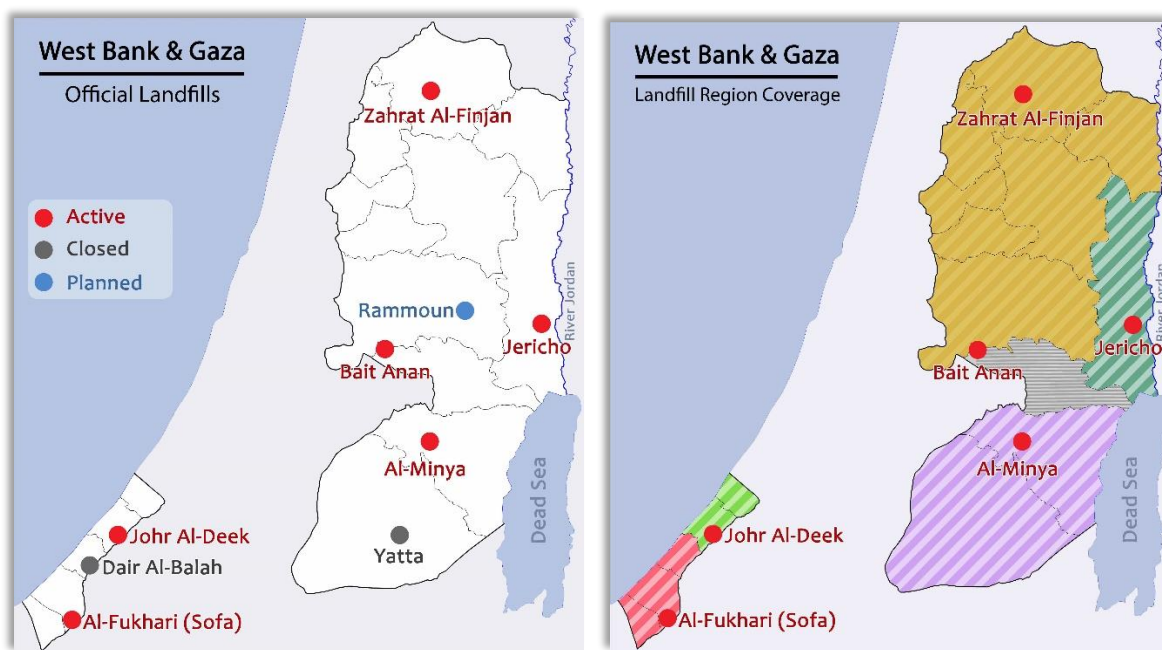 West Bank & Gaza
Official Landfills
Zahrat Al-Finjan
Active
Closed
Planned
Rammoun
River Jordan
Jericho
Bait Anan
Al-Minya
Dead Sea
Johr Al-Deek
Yatta
Dair Al-Balah
Al-Fukhari (Sofa)
West Bank & Gaza
Landfill Region Coverage
Zahrat Al-Finjan
River Jordan
Jericho
Bait Anan
Al-Minya
Dead Sea
Johr Al-Deek
Al-Fukhari (Sofa)